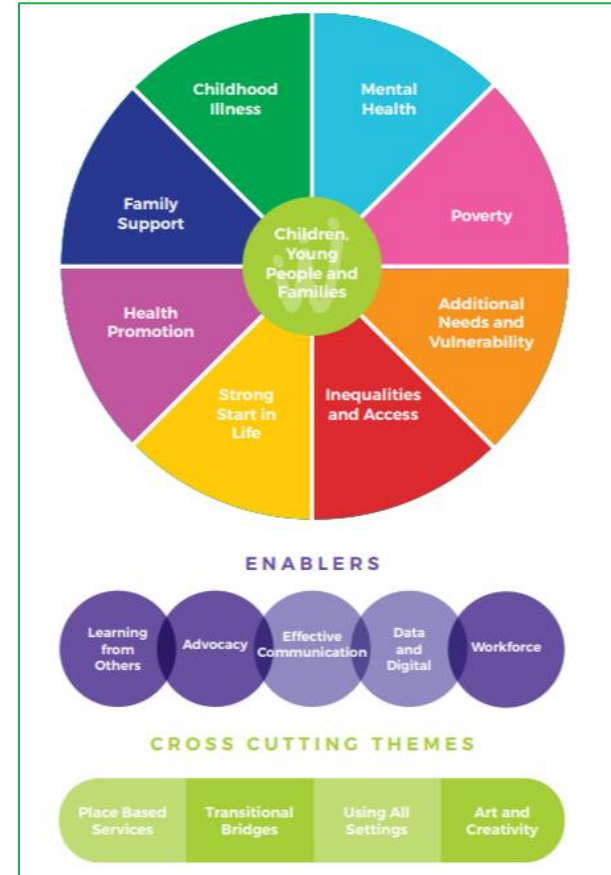 Childhood
Illness
Mental
Health
Family
Support
Poverty
Children,
Young
People and
Families
Health
Promotion
Additional
Needs and
Vulnerability
Strong
Start in
Life
Inequalities
and Access
ENABLERS
Learning
from
Others
Advocacy
Effective
Communication
Data
and
Digital
Workforce
CROSS CUTTING THEMES
Place Based
Services
Transitional
Bridges
Using All
Settings
Art and
Creativity